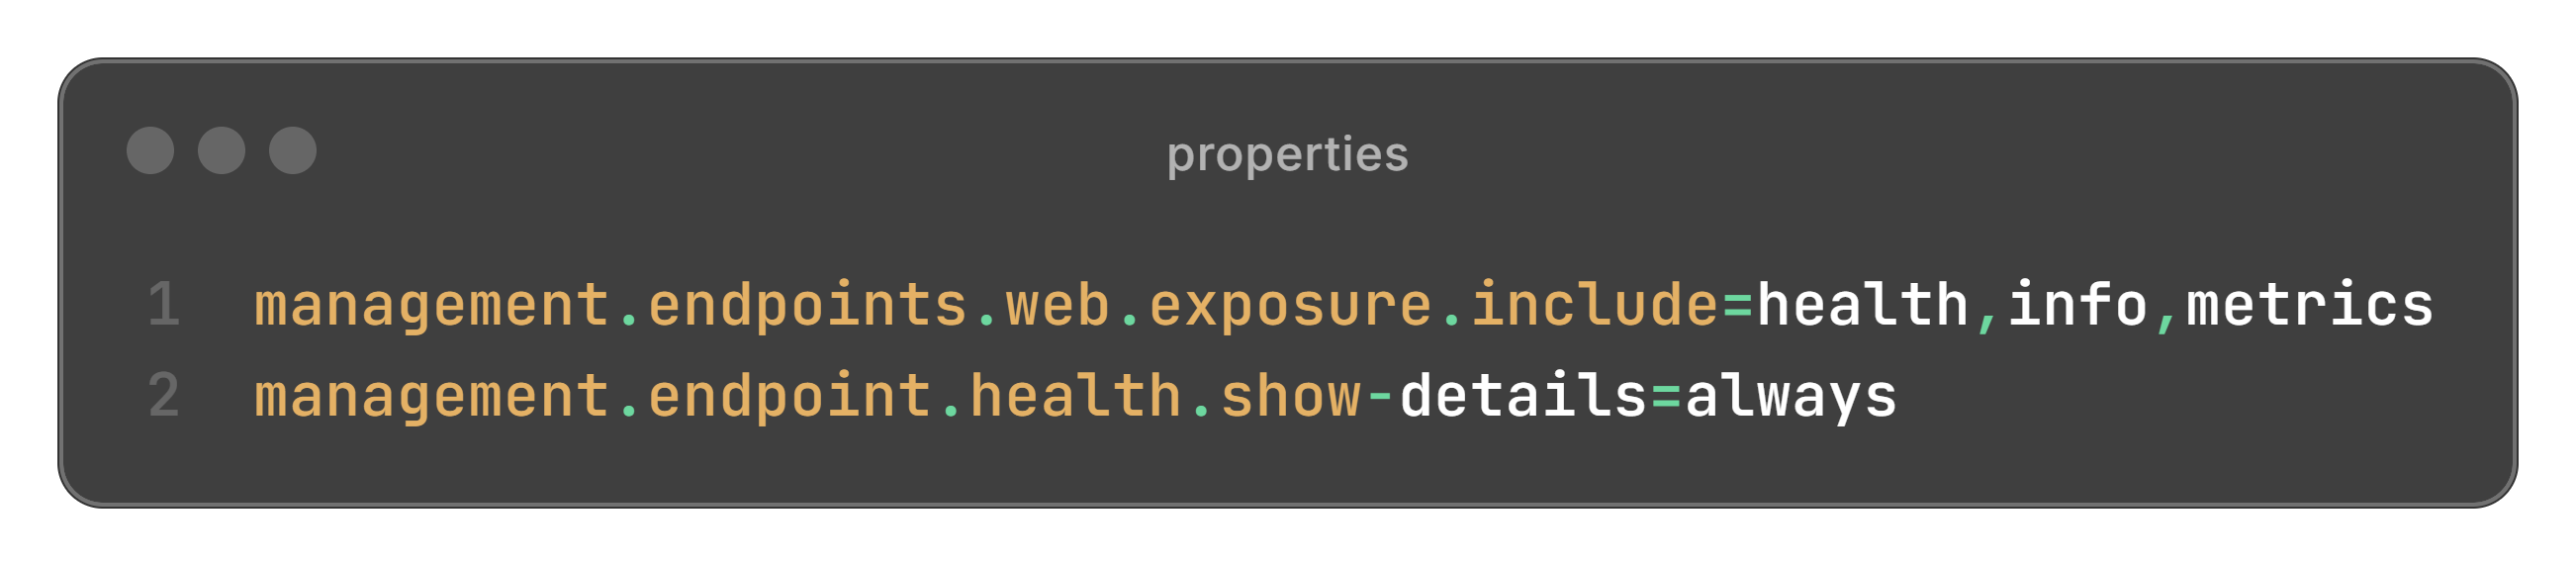 properties
1 management.endpoints.web.exposure.include=health,info,metrics
2 management.endpoint.health.show-details=always